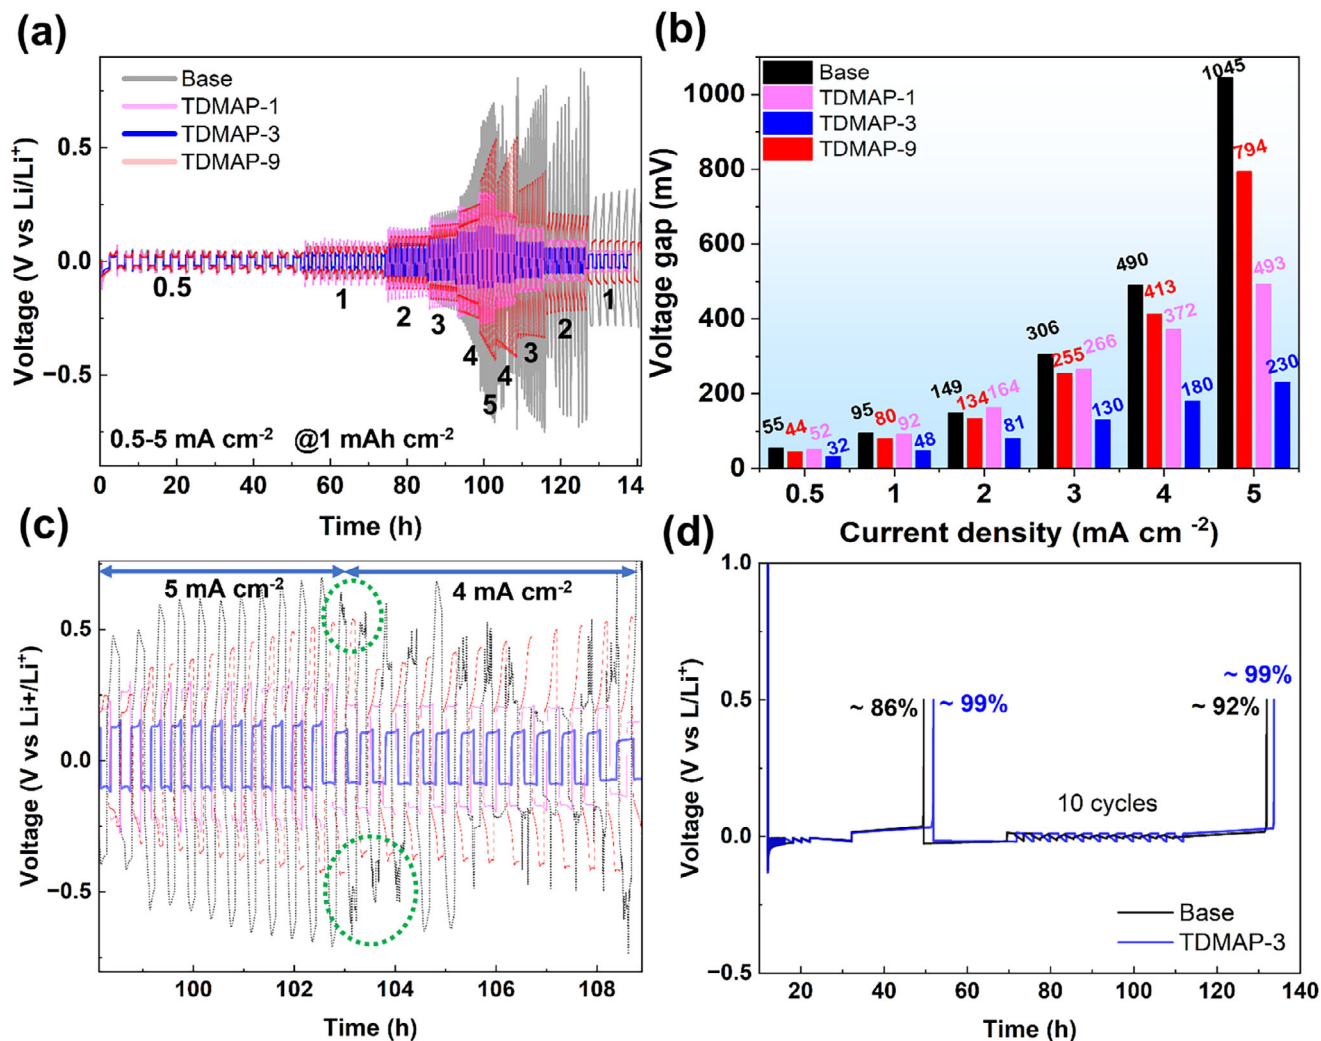 (a)
Base
TDMAP-1
TDMAP-3
TDMAP-9
Voltage (V vs Li/Li⁺)
0.5
0.0
−0.5
0.5
1
2
3
4
5
4
3
2
1
0.5-5 mA cm⁻² @1 mAh cm⁻²
0 20 40 60 80 100 120 14
Time (h)
(b)
Base
TDMAP-1
TDMAP-3
TDMAP-9
Voltage gap (mV)
1000
800
600
400
200
0
55 44 52 32
95 80 92 48
149 134 164 81
306 255 266 130
490 413 372 180
1045 794 493 230
0.5 1 2 3 4 5
Current density (mA cm ⁻²)
(c)
5 mA cm⁻² 4 mA cm⁻²
Voltage (V vs Li+/Li⁺)
0.5
0.0
−0.5
100 102 104 106 108
Time (h)
(d)
Voltage (V vs L/Li⁺)
1.0
0.5
0.0
−0.5
~ 86% ~ 99%
~ 99%
~ 92%
10 cycles
Base
TDMAP-3
20 40 60 80 100 120 140
Time (h)